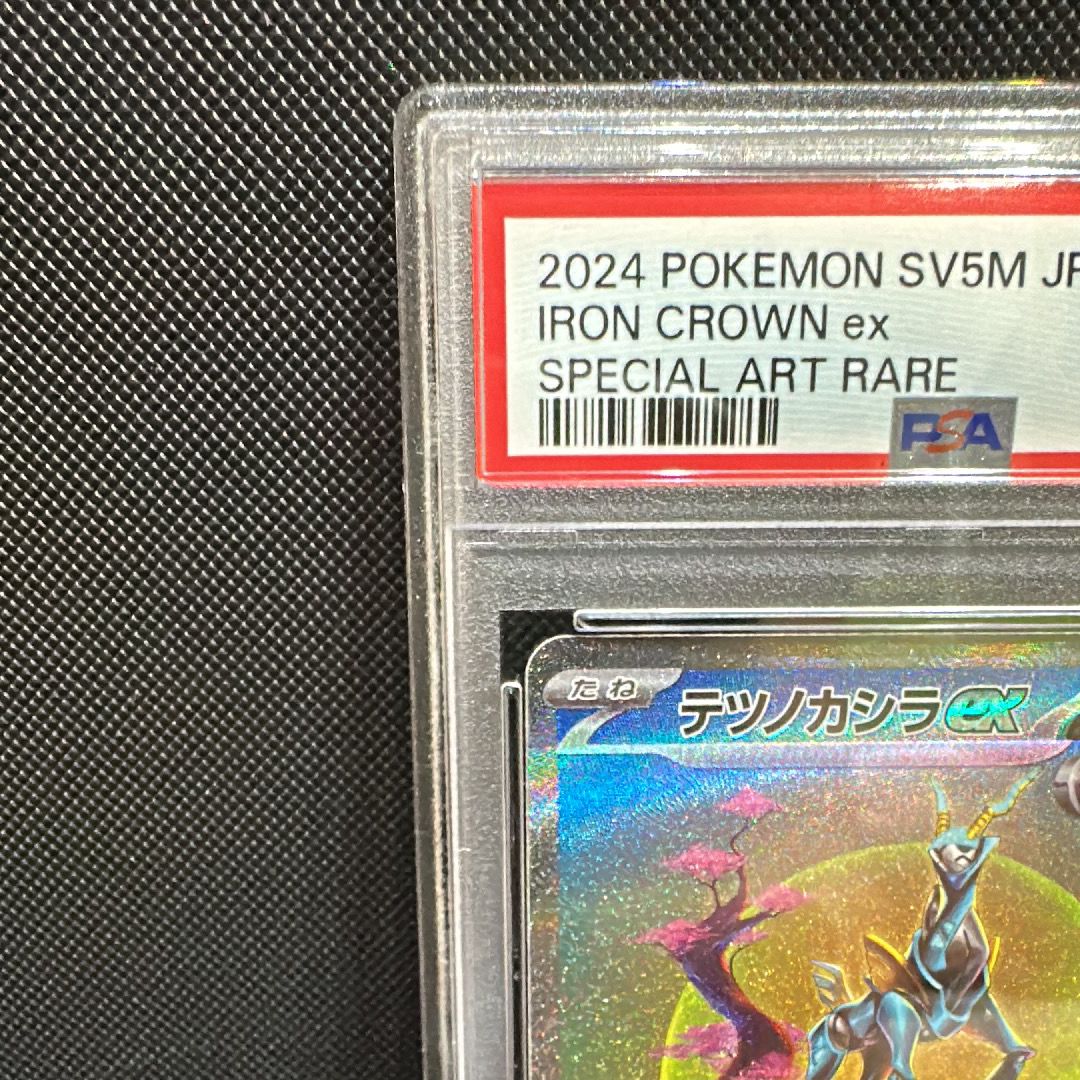 2024 POKEMON SV5M JP
IRON CROWN ex
SPECIAL ART RARE
PSA
たね
テツノカシラex